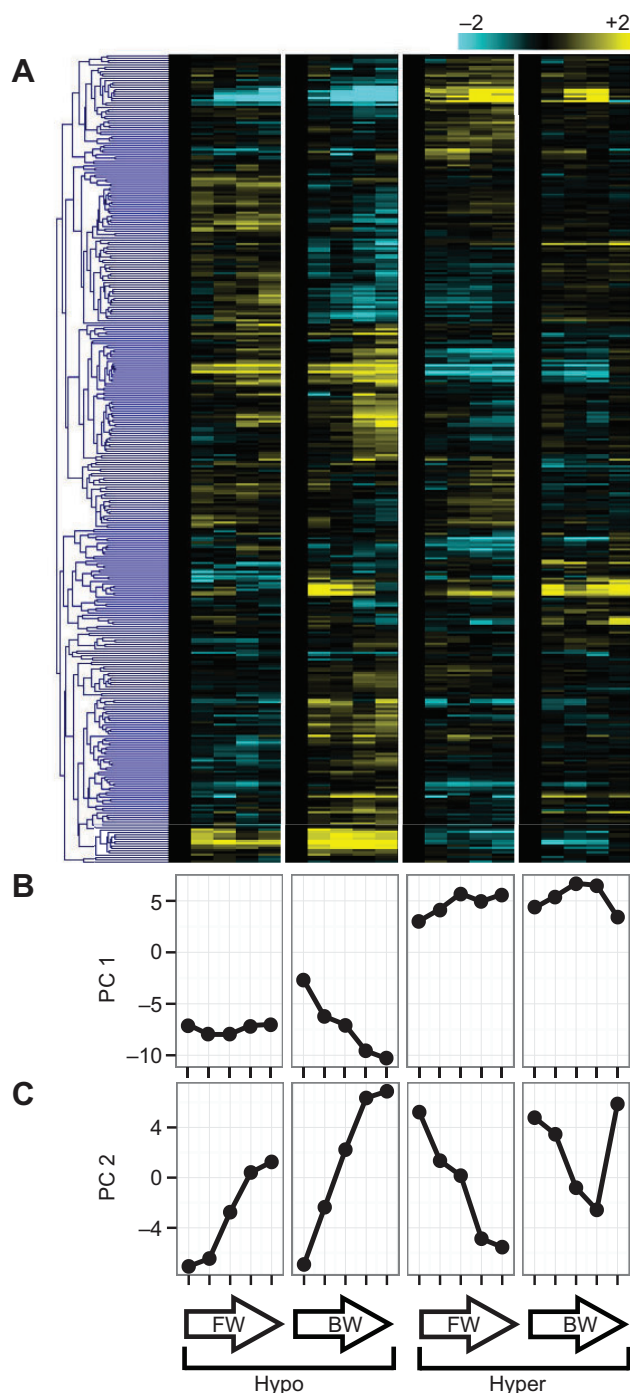 –2 +2
A
B
5
0
–5
–10
PC 1
C
4
0
–4
PC 2
FW BW FW BW
Hypo Hyper